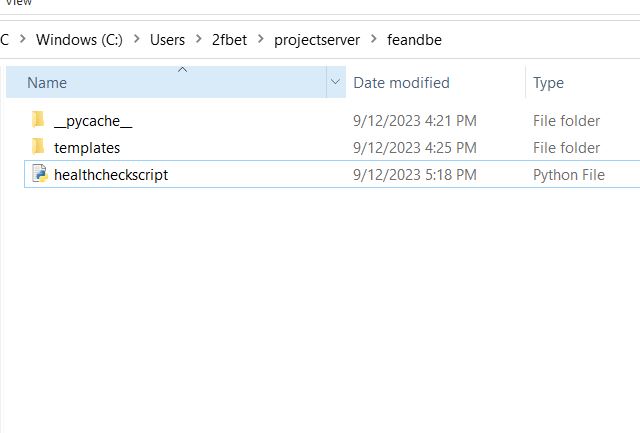 View
C > Windows (C:) > Users > 2fbet > projectserver > feandbe
Name Date modified Type
__pycache__ 9/12/2023 4:21 PM File folder
templates 9/12/2023 4:25 PM File folder
healthcheckscript 9/12/2023 5:18 PM Python File